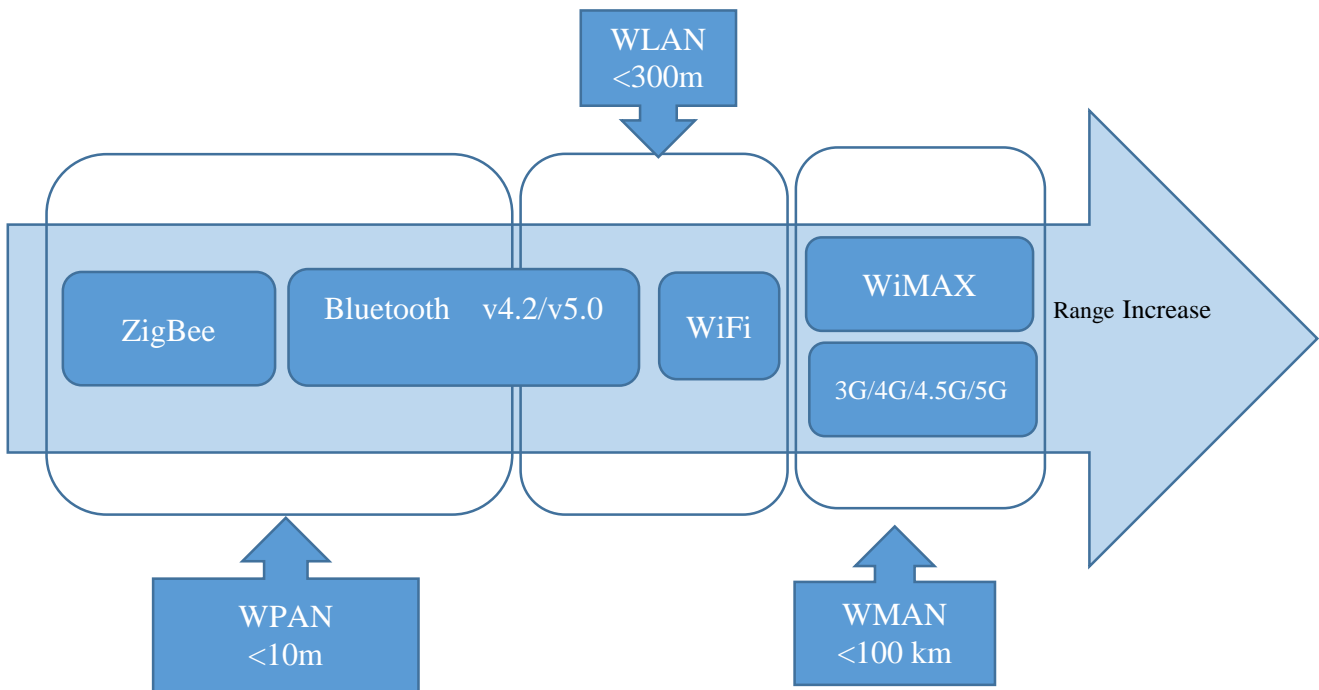 WLAN
<300m
ZigBee
Bluetooth v4.2/v5.0
WiFi
WiMAX
3G/4G/4.5G/5G
Range Increase
WPAN
<10m
WMAN
<100 km